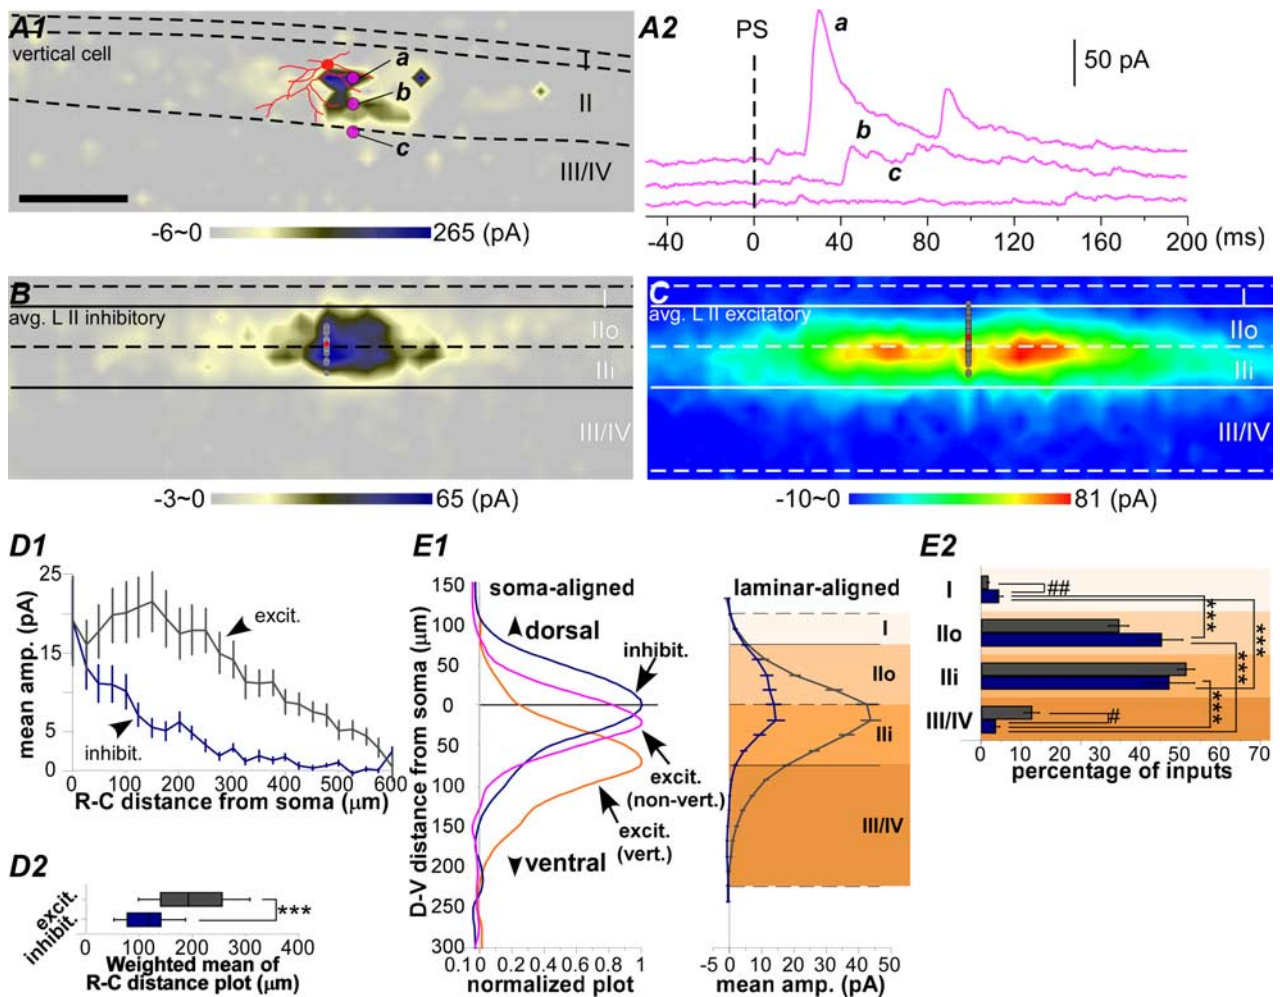 A1
vertical cell
a
b
c
I
II
III/IV
-6~0 265 (pA)
A2
PS
a
50 pA
b
c
-40 0 40 80 120 160 200 (ms)
B
avg. L II inhibitory
I
IIo
IIi
III/IV
-3~0 65 (pA)
C
avg. L II excitatory
I
IIo
IIi
III/IV
-10~0 81 (pA)
D1
25
15
5
0
mean amp. (pA)
excit.
inhibit.
0 100 200 300 400 500 600
R-C distance from soma (μm)
D2
excit.
inhibit.
***
0 100 200 300 400
Weighted mean of
R-C distance plot (μm)
E1
150
100
50
0
50
100
150
200
300
D-V distance from soma (μm)
soma-aligned
dorsal
inhibit.
excit.
(non-vert.)
excit.
(vert.)
ventral
0.1 0 0.2 0.4 0.6 0.8 1
normalized plot
laminar-aligned
I
IIo
IIi
III/IV
-5 0 10 20 30 40 50
mean amp. (pA)
E2
I
IIo
IIi
III/IV
##
***
***
***
***
#
0 10 20 30 40 50 60 70
percentage of inputs